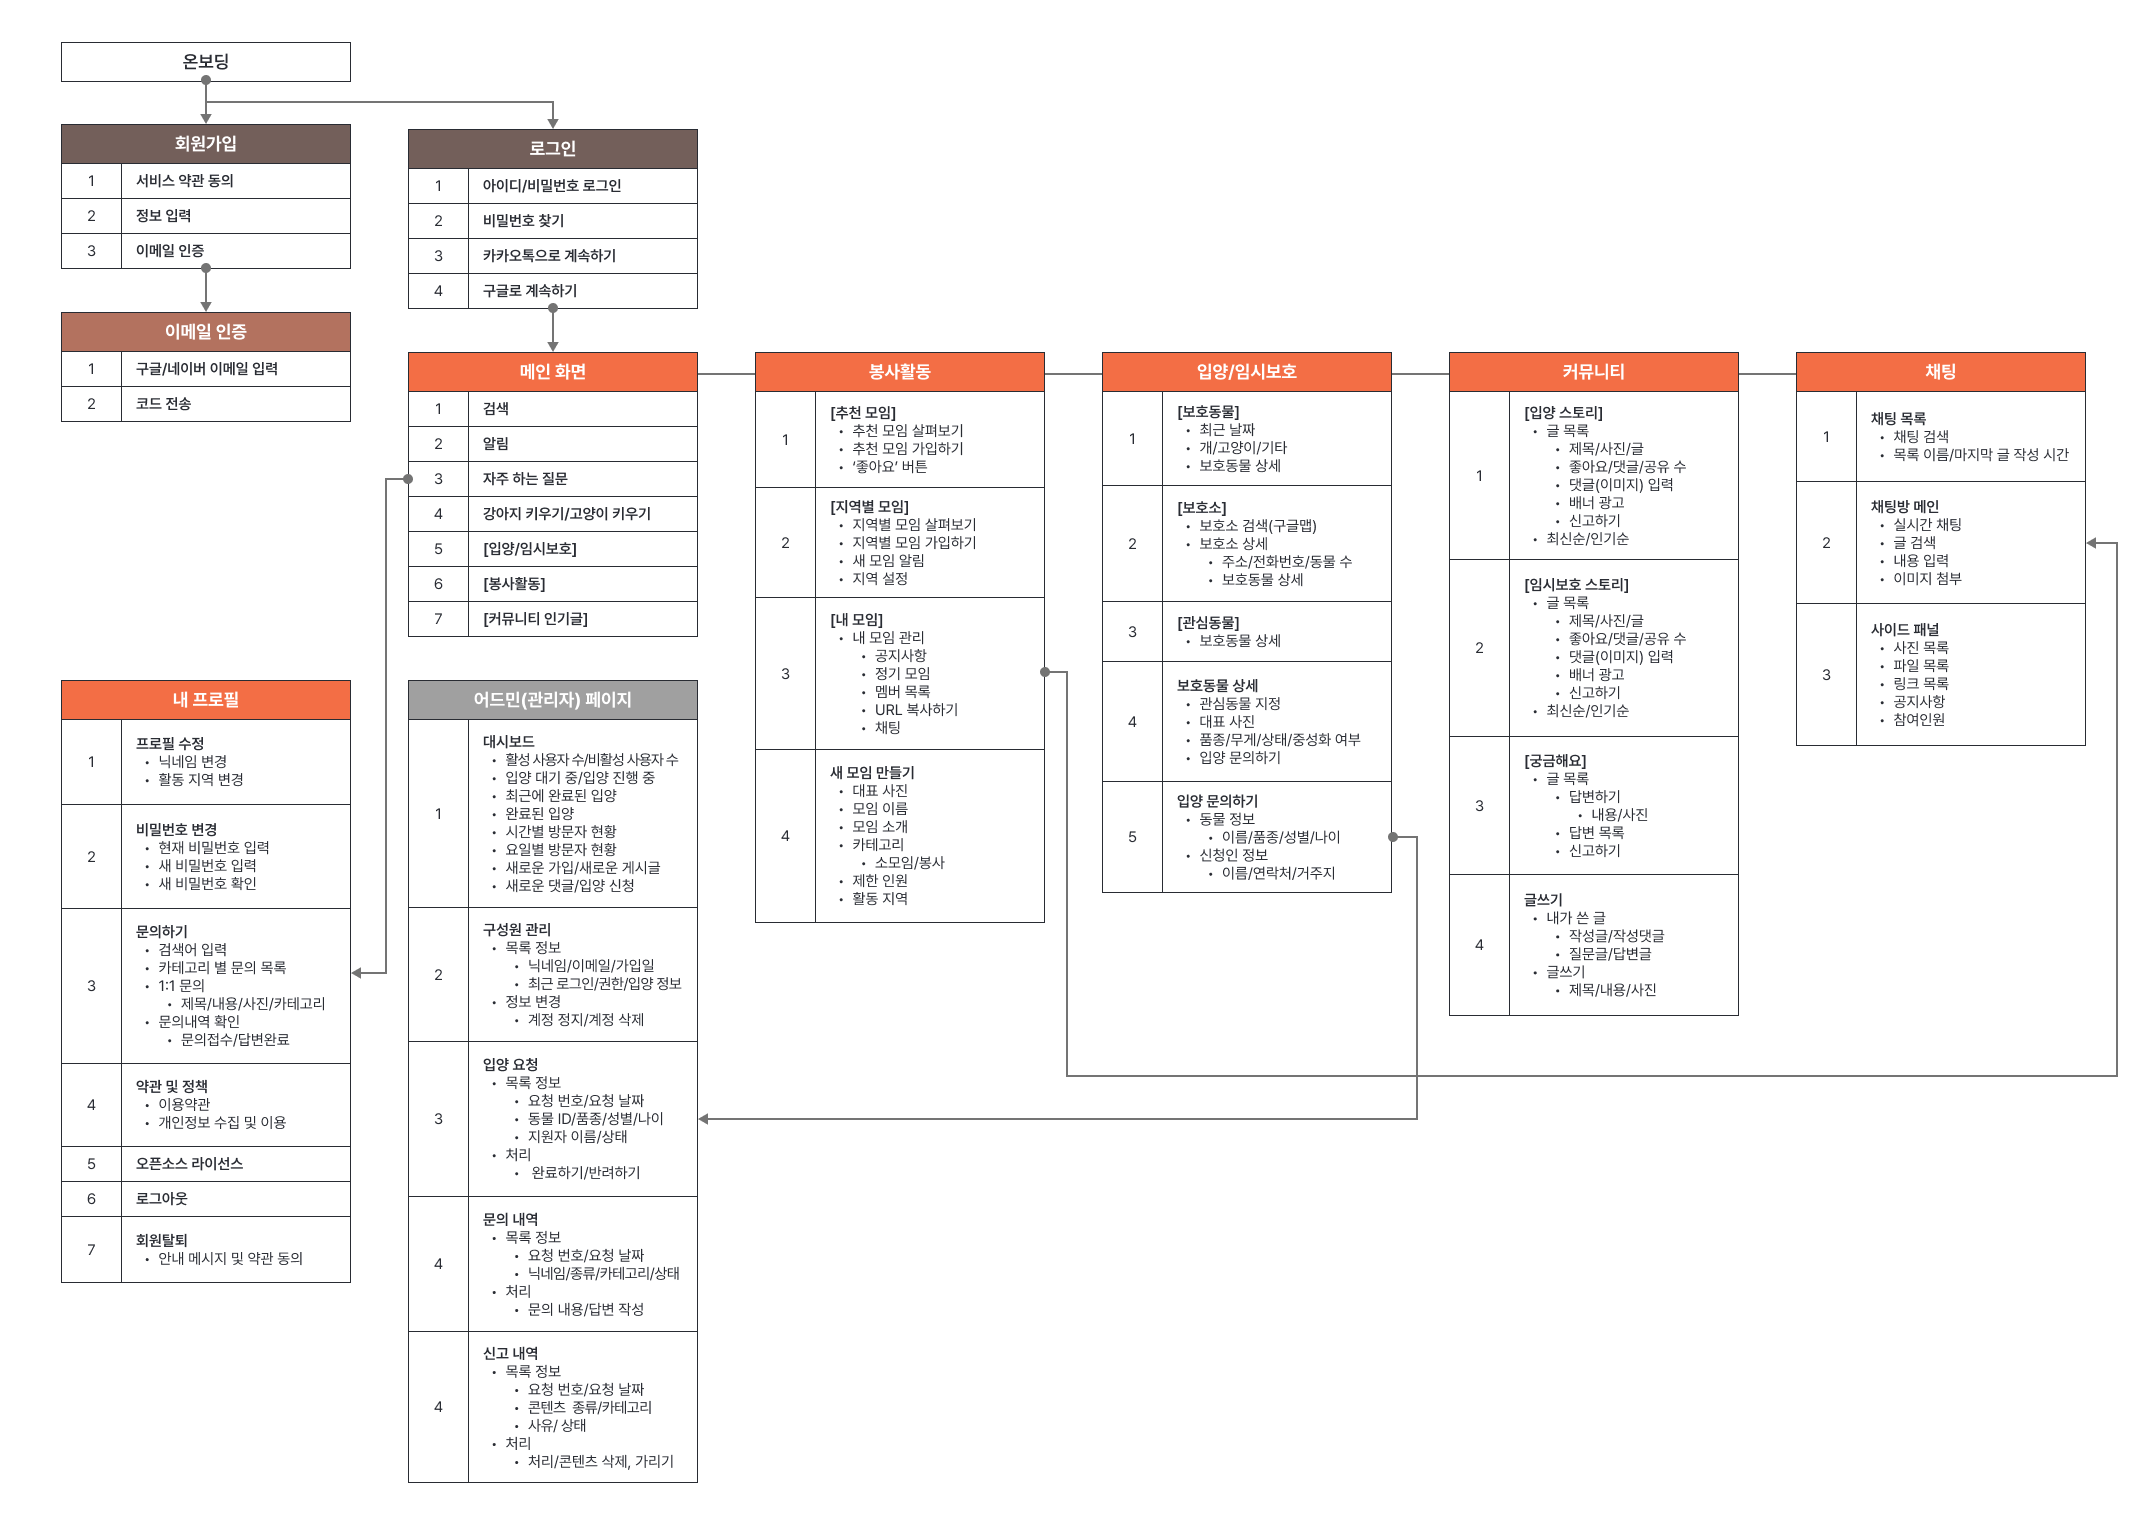 온보딩
회원가입
1 서비스 약관 동의
2 정보 입력
3 이메일 인증
로그인
1 아이디/비밀번호 로그인
2 비밀번호 찾기
3 카카오톡으로 계속하기
4 구글로 계속하기
이메일 인증
1 구글/네이버 이메일 입력
2 코드 전송
메인 화면
1 검색
2 알림
3 자주 하는 질문
4 강아지 키우기/고양이 키우기
5 [입양/임시보호]
6 [봉사활동]
7 [커뮤니티 인기글]
봉사활동
1
[추천 모임]
• 추천 모임 살펴보기
• 추천 모임 가입하기
• ‘좋아요’ 버튼
2
[지역별 모임]
• 지역별 모임 살펴보기
• 지역별 모임 가입하기
• 새 모임 알림
• 지역 설정
3
[내 모임]
• 내 모임 관리
• 공지사항
• 정기 모임
• 멤버 목록
• URL 복사하기
• 채팅
4
새 모임 만들기
• 대표 사진
• 모임 이름
• 모임 소개
• 카테고리
• 소모임/봉사
• 제한 인원
• 활동 지역
입양/임시보호
1
[보호동물]
• 최근 날짜
• 개/고양이/기타
• 보호동물 상세
2
[보호소]
• 보호소 검색(구글맵)
• 보호소 상세
• 주소/전화번호/동물 수
• 보호동물 상세
3
[관심동물]
• 보호동물 상세
4
보호동물 상세
• 관심동물 지정
• 대표 사진
• 품종/무게/상태/중성화 여부
• 입양 문의하기
5
입양 문의하기
• 동물 정보
• 이름/품종/성별/나이
• 신청인 정보
• 이름/연락처/거주지
커뮤니티
1
[입양 스토리]
• 글 목록
• 제목/사진/글
• 좋아요/댓글/공유 수
• 댓글(이미지) 입력
• 배너 광고
• 신고하기
• 최신순/인기순
2
[임시보호 스토리]
• 글 목록
• 제목/사진/글
• 좋아요/댓글/공유 수
• 댓글(이미지) 입력
• 배너 광고
• 신고하기
• 최신순/인기순
3
[궁금해요]
• 글 목록
• 답변하기
• 내용/사진
• 답변 목록
• 신고하기
4
글쓰기
• 내가 쓴 글
• 작성글/작성댓글
• 질문글/답변글
• 글쓰기
• 제목/내용/사진
채팅
1
채팅 목록
• 채팅 검색
• 목록 이름/마지막 글 작성 시간
2
채팅방 메인
• 실시간 채팅
• 글 검색
• 내용 입력
• 이미지 첨부
3
사이드 패널
• 사진 목록
• 파일 목록
• 링크 목록
• 공지사항
• 참여인원
내 프로필
1
프로필 수정
• 닉네임 변경
• 활동 지역 변경
2
비밀번호 변경
• 현재 비밀번호 입력
• 새 비밀번호 입력
• 새 비밀번호 확인
3
문의하기
• 검색어 입력
• 카테고리 별 문의 목록
• 1:1 문의
• 제목/내용/사진/카테고리
• 문의내역 확인
• 문의접수/답변완료
4
약관 및 정책
• 이용약관
• 개인정보 수집 및 이용
5 오픈소스 라이선스
6 로그아웃
7
회원탈퇴
• 안내 메시지 및 약관 동의
어드민(관리자) 페이지
1
대시보드
• 활성 사용자 수/비활성 사용자 수
• 입양 대기 중/입양 진행 중
• 최근에 완료된 입양
• 완료된 입양
• 시간별 방문자 현황
• 요일별 방문자 현황
• 새로운 가입/새로운 게시글
• 새로운 댓글/입양 신청
2
구성원 관리
• 목록 정보
• 닉네임/이메일/가입일
• 최근 로그인/권한/입양 정보
• 정보 변경
• 계정 정지/계정 삭제
3
입양 요청
• 목록 정보
• 요청 번호/요청 날짜
• 동물 ID/품종/성별/나이
• 지원자 이름/상태
• 처리
• 완료하기/반려하기
4
문의 내역
• 목록 정보
• 요청 번호/요청 날짜
• 닉네임/종류/카테고리/상태
• 처리
• 문의 내용/답변 작성
4
신고 내역
• 목록 정보
• 요청 번호/요청 날짜
• 콘텐츠 종류/카테고리
• 사유/ 상태
• 처리
• 처리/콘텐츠 삭제, 가리기